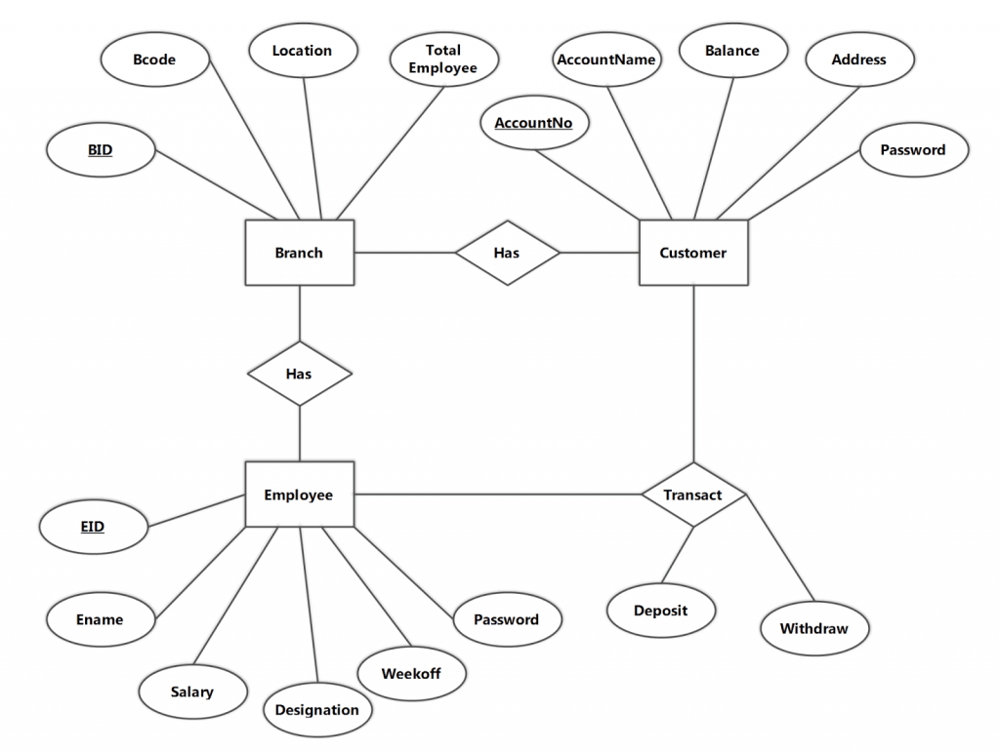 Bcode
Location
Total
Employee
AccountName
Balance
Address
AccountNo
BID
Password
Branch
Has
Customer
Has
Employee
Transact
EID
Ename
Password
Deposit
Withdraw
Salary
Weekoff
Designation